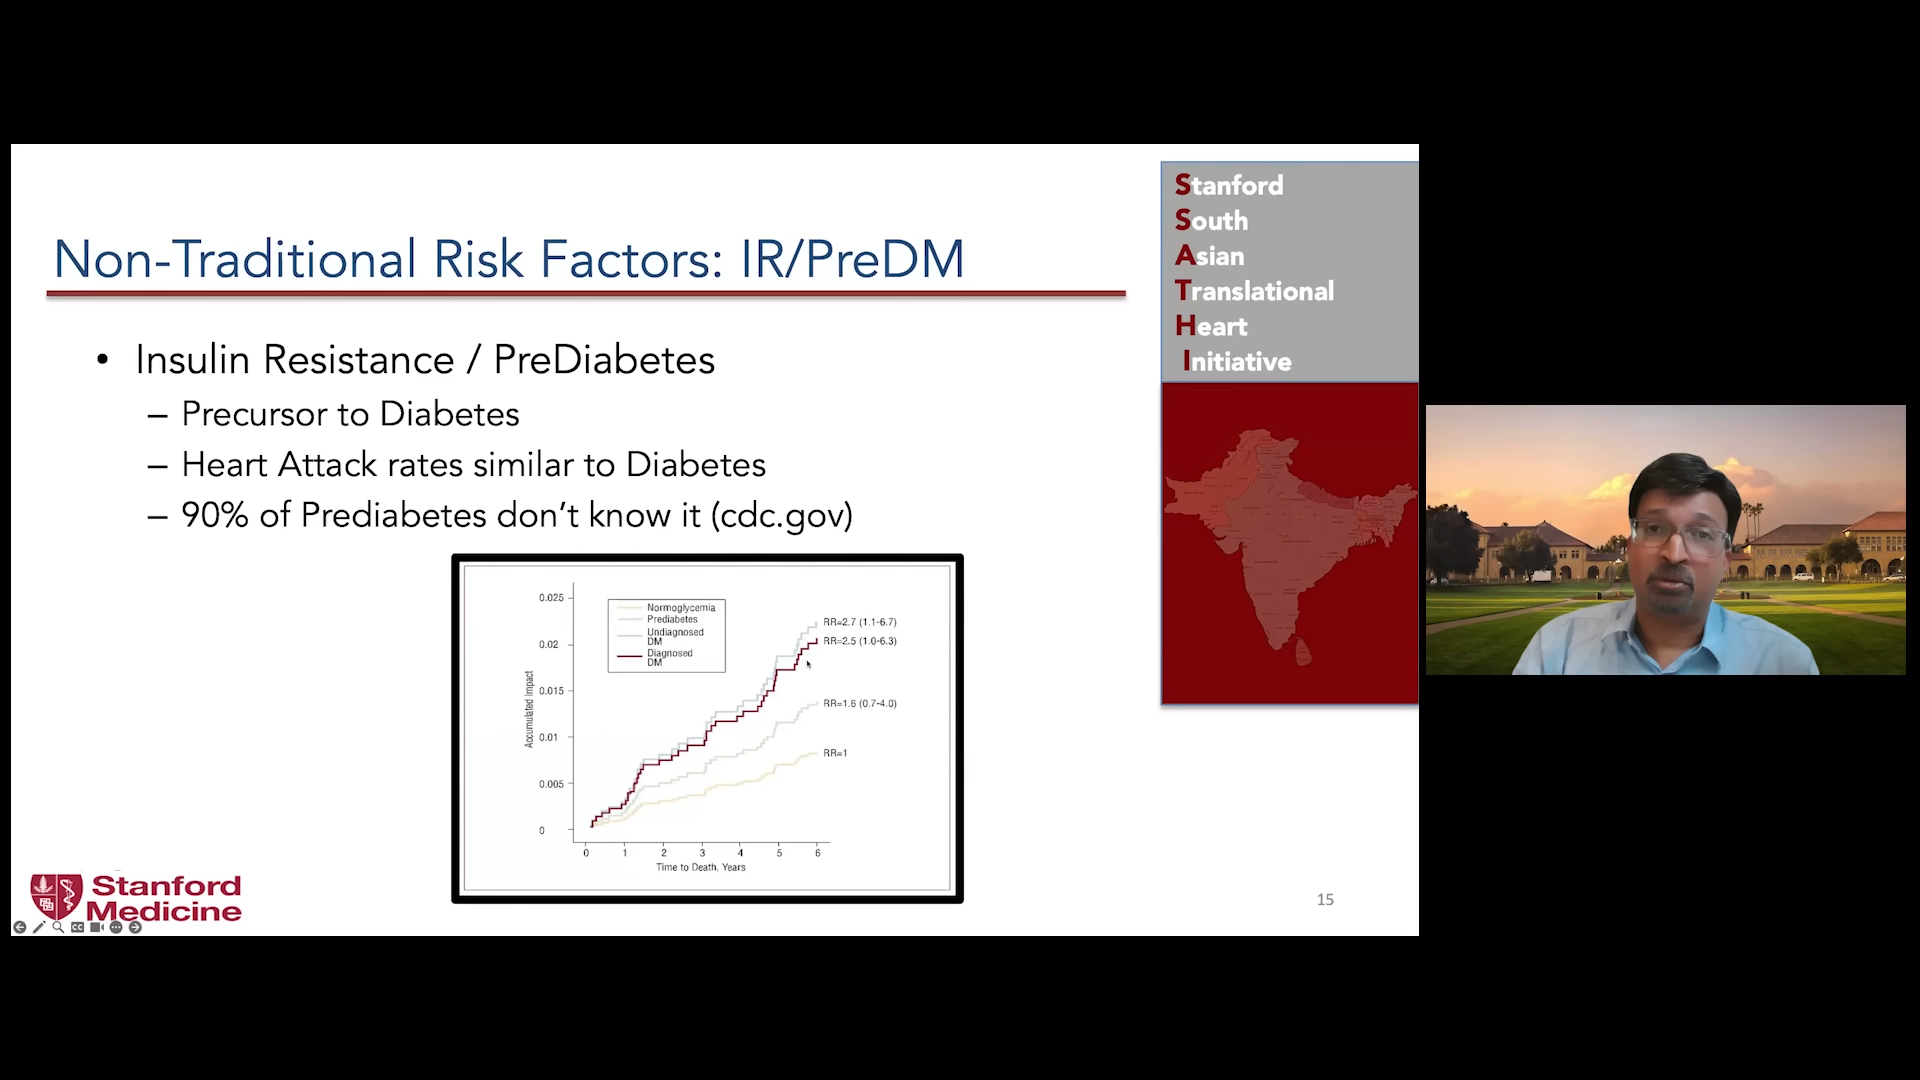 Stanford
South
Asian
Translational
Heart
Initiative
Non-Traditional Risk Factors: IR/PreDM
• Insulin Resistance / PreDiabetes
– Precursor to Diabetes
– Heart Attack rates similar to Diabetes
– 90% of Prediabetes don't know it (cdc.gov)
0.025
0.02
0.015
0.01
0.005
0
Accumulated Impact
Normoglycemia
Prediabetes
Undiagnosed
DM
Diagnosed
DM
RR=2.7 (1.1-6.7)
RR=2.5 (1.0-6.3)
RR=1.6 (0.7-4.0)
RR=1
0 1 2 3 4 5 6
Time to Death, Years
Stanford
Medicine
CC
15